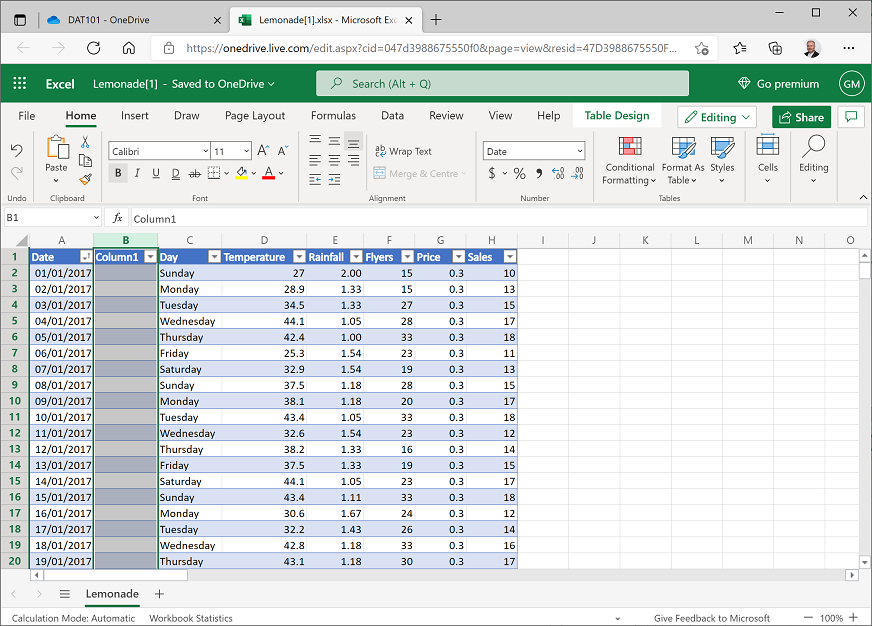 DAT101 - OneDrive
Lemonade[1].xlsx - Microsoft Exc
https://onedrive.live.com/edit.aspx?cid=047d3988675550f0&page=view&resid=47D3988675550F...
Excel Lemonade[1] - Saved to OneDrive Search (Alt + Q) Go premium GM
File Home Insert Draw Page Layout Formulas Data Review View Help Table Design Editing Share
Paste Calibri 11 Wrap Text Date
B I U D ab A Merge & Centre $ % 9 .00
Conditional Formatting Format As Table Styles Cells Editing
Undo Clipboard Font Alignment Number Tables
B1 fx Column1
A B C D E F G H I J K L M N O
1 Date Column1 Day Temperature Rainfall Flyers Price Sales
2 01/01/2017 Sunday 27 2.00 15 0.3 10
3 02/01/2017 Monday 28.9 1.33 15 0.3 13
4 03/01/2017 Tuesday 34.5 1.33 27 0.3 15
5 04/01/2017 Wednesday 44.1 1.05 28 0.3 17
6 05/01/2017 Thursday 42.4 1.00 33 0.3 18
7 06/01/2017 Friday 25.3 1.54 23 0.3 11
8 07/01/2017 Saturday 32.9 1.54 19 0.3 13
9 08/01/2017 Sunday 37.5 1.18 28 0.3 15
10 09/01/2017 Monday 38.1 1.18 20 0.3 17
11 10/01/2017 Tuesday 43.4 1.05 33 0.3 18
12 11/01/2017 Wednesday 32.6 1.54 23 0.3 12
13 12/01/2017 Thursday 38.2 1.33 16 0.3 14
14 13/01/2017 Friday 37.5 1.33 19 0.3 15
15 14/01/2017 Saturday 44.1 1.05 23 0.3 17
16 15/01/2017 Sunday 43.4 1.11 33 0.3 18
17 16/01/2017 Monday 30.6 1.67 24 0.3 12
18 17/01/2017 Tuesday 32.2 1.43 26 0.3 14
19 18/01/2017 Wednesday 42.8 1.18 33 0.3 16
20 19/01/2017 Thursday 43.1 1.18 30 0.3 17
Lemonade
Calculation Mode: Automatic Workbook Statistics Give Feedback to Microsoft 100%